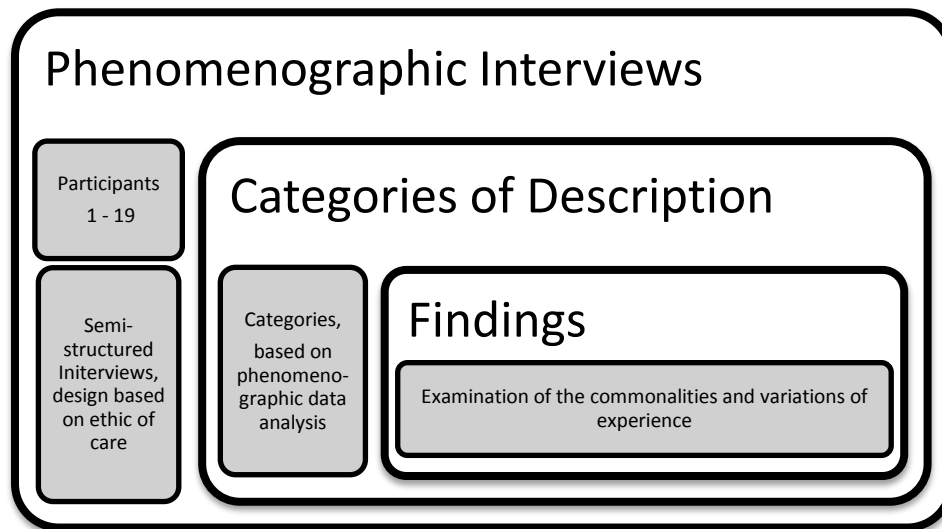 Phenomenographic Interviews
Participants
1 - 19
Semi-
structured
Initerviews,
design based
on ethic of
care
Categories of Description
Categories,
based on
phenomeno-
graphic data
analysis
Findings
Examination of the commonalities and variations of
experience